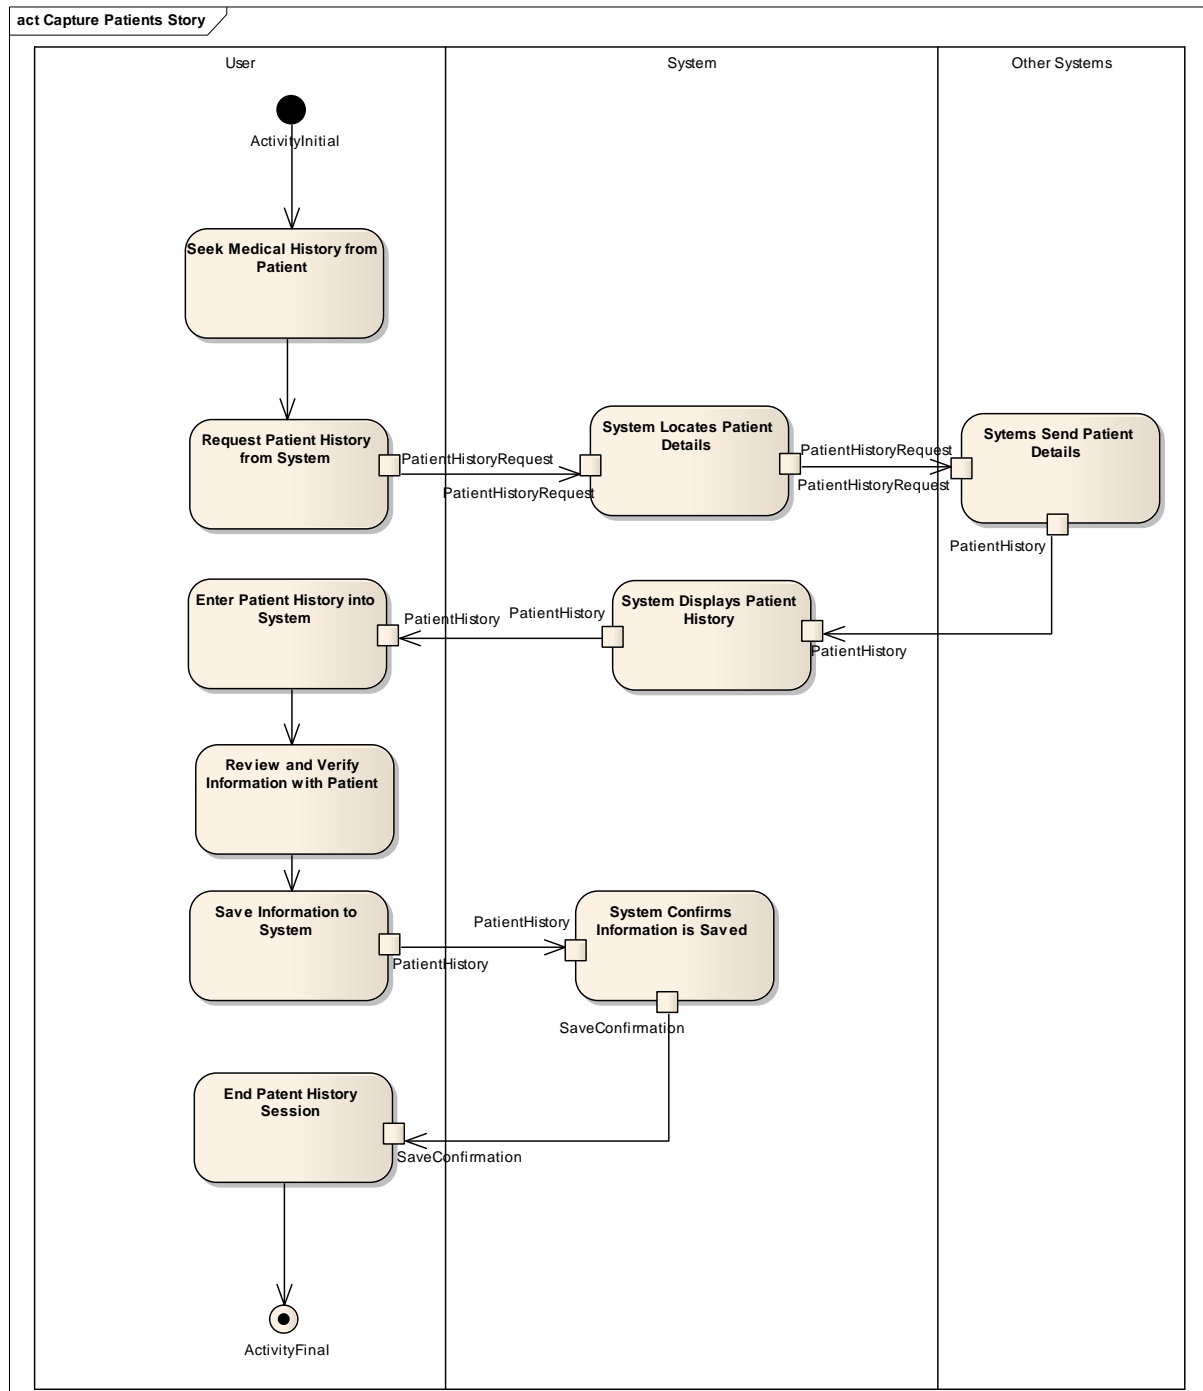 act Capture Patients Story
User
System
Other Systems
ActivityInitial
Seek Medical History from
Patient
Request Patient History
from System
PatientHistoryRequest
PatientHistoryRequest
System Locates Patient
Details
PatientHistoryRequest
PatientHistoryRequest
Sytems Send Patient
Details
PatientHistory
PatientHistory
System Displays Patient
History
PatientHistory
PatientHistory
Enter Patient History into
System
Review and Verify
Information with Patient
Save Information to
System
PatientHistory
PatientHistory
System Confirms
Information is Saved
SaveConfirmation
SaveConfirmation
End Patent History
Session
ActivityFinal